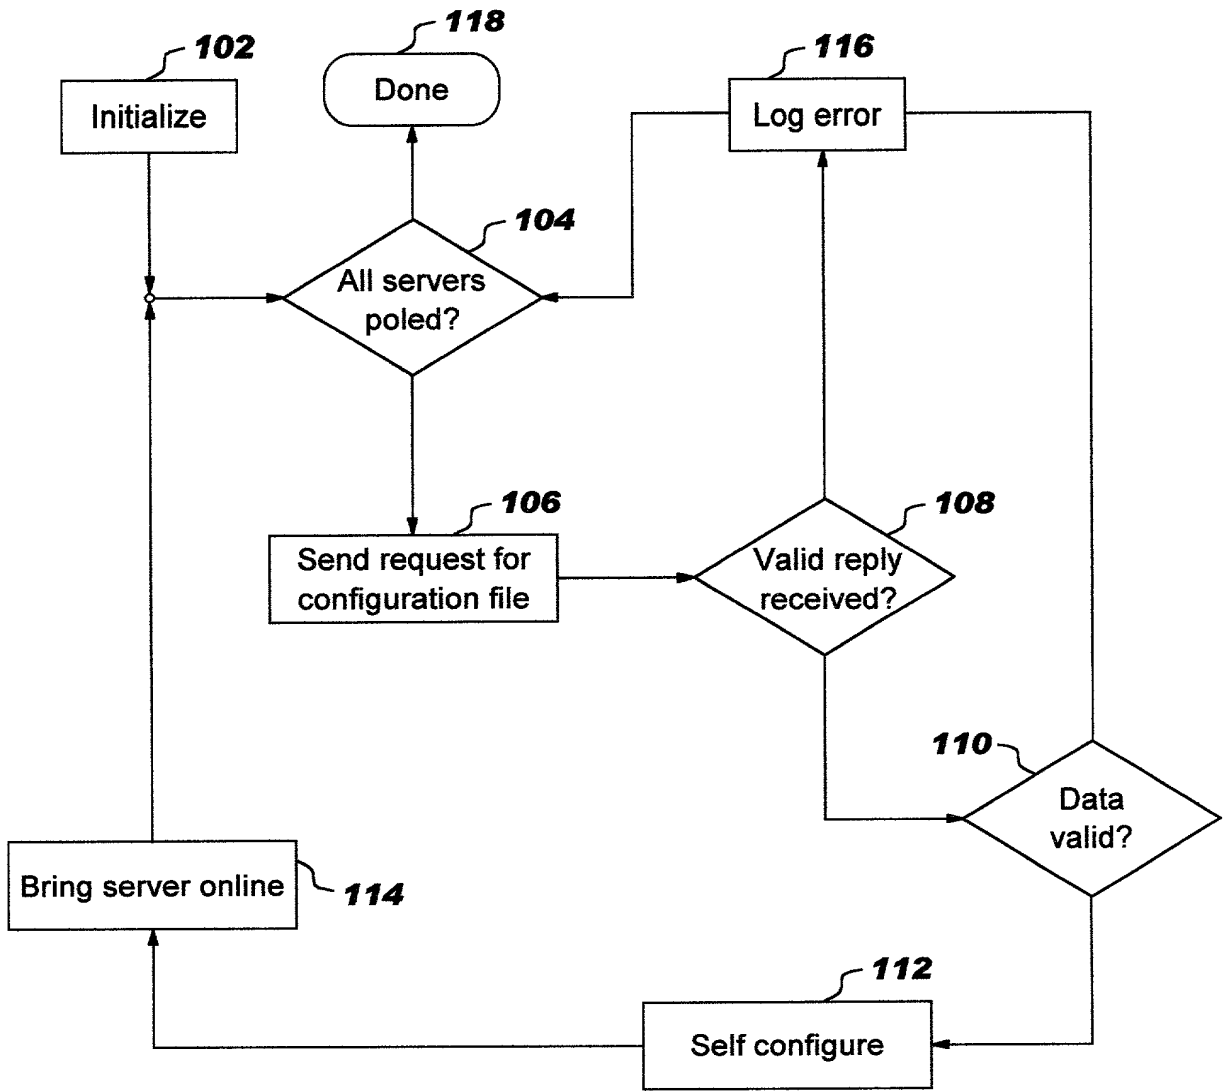 102
Initialize
118
Done
116
Log error
104
All servers
poled?
106
Send request for
configuration file
108
Valid reply
received?
110
Data
valid?
Bring server online
114
112
Self configure